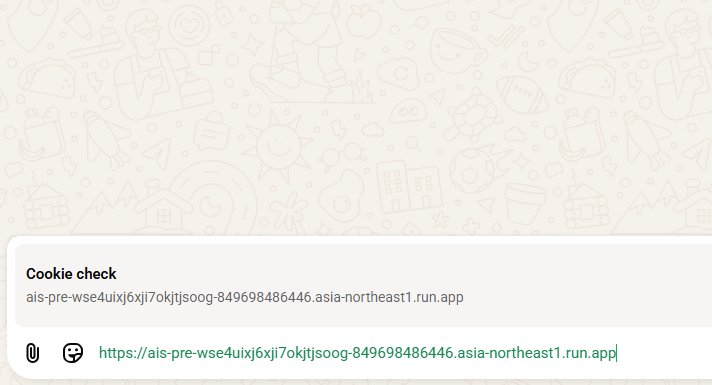 Cookie check
ais-pre-wse4uixj6xji7okjtjsoog-849698486446.asia-northeast1.run.app
https://ais-pre-wse4uixj6xji7okjtjsoog-849698486446.asia-northeast1.run.app